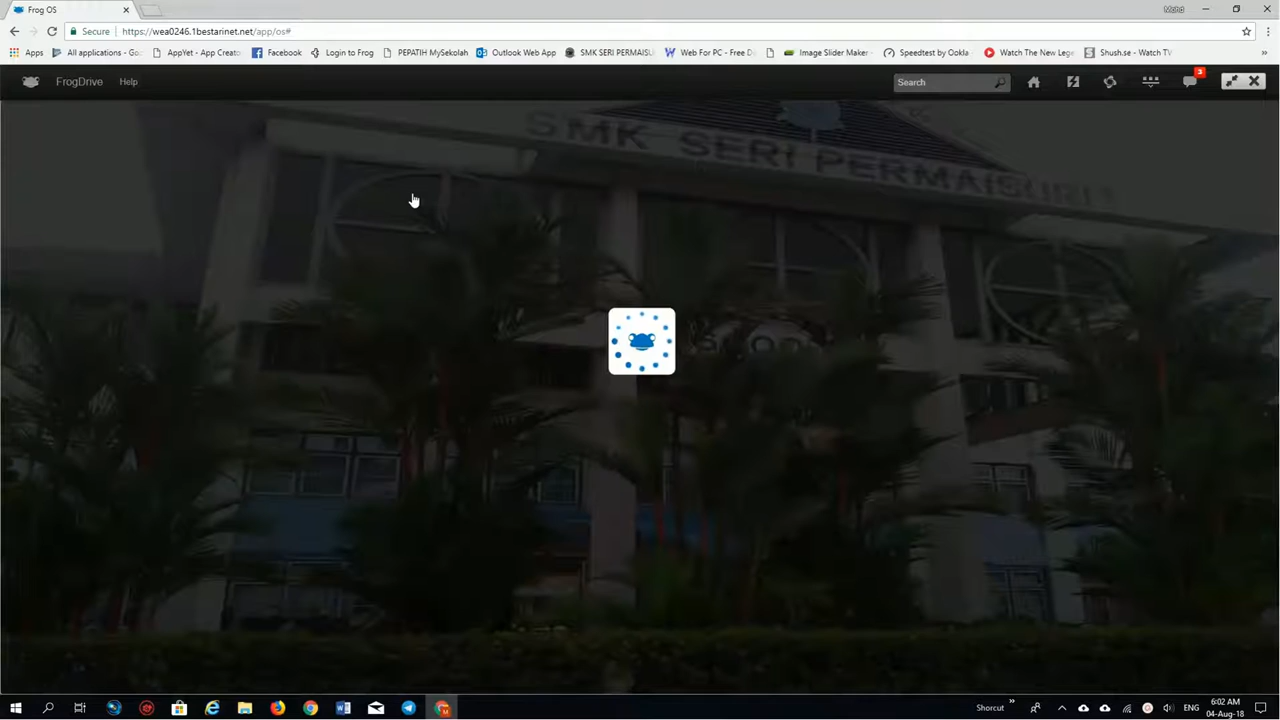 Frog OS
Mohd
Secure
https://wea0246.1bestarinet.net/app/os#
Apps
All applications - Go
AppYet - App Creato
Facebook
Login to Frog
PEPATIH MySekolah
Outlook Web App
SMK SERI PERMAISU
Web For PC - Free D
Image Slider Maker -
Speedtest by Ookla
Watch The New Lege
Shush.se - Watch TV
»
FrogDrive
Help
Search
3
SMK SERI PERMAISURI
Shortcut
»
ENG
6:02 AM
04-Aug-18